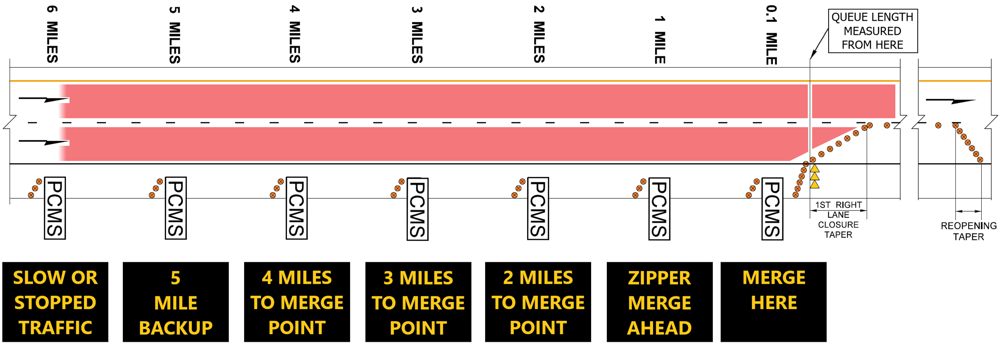 6 MILES
5 MILES
4 MILES
3 MILES
2 MILES
1 MILE
0.1 MILE
QUEUE LENGTH
MEASURED
FROM HERE
PCMS
PCMS
PCMS
PCMS
PCMS
PCMS
PCMS
1ST RIGHT
LANE
CLOSURE
TAPER
REOPENING
TAPER
SLOW OR
STOPPED
TRAFFIC
5
MILE
BACKUP
4 MILES
TO MERGE
POINT
3 MILES
TO MERGE
POINT
2 MILES
TO MERGE
POINT
ZIPPER
MERGE
AHEAD
MERGE
HERE